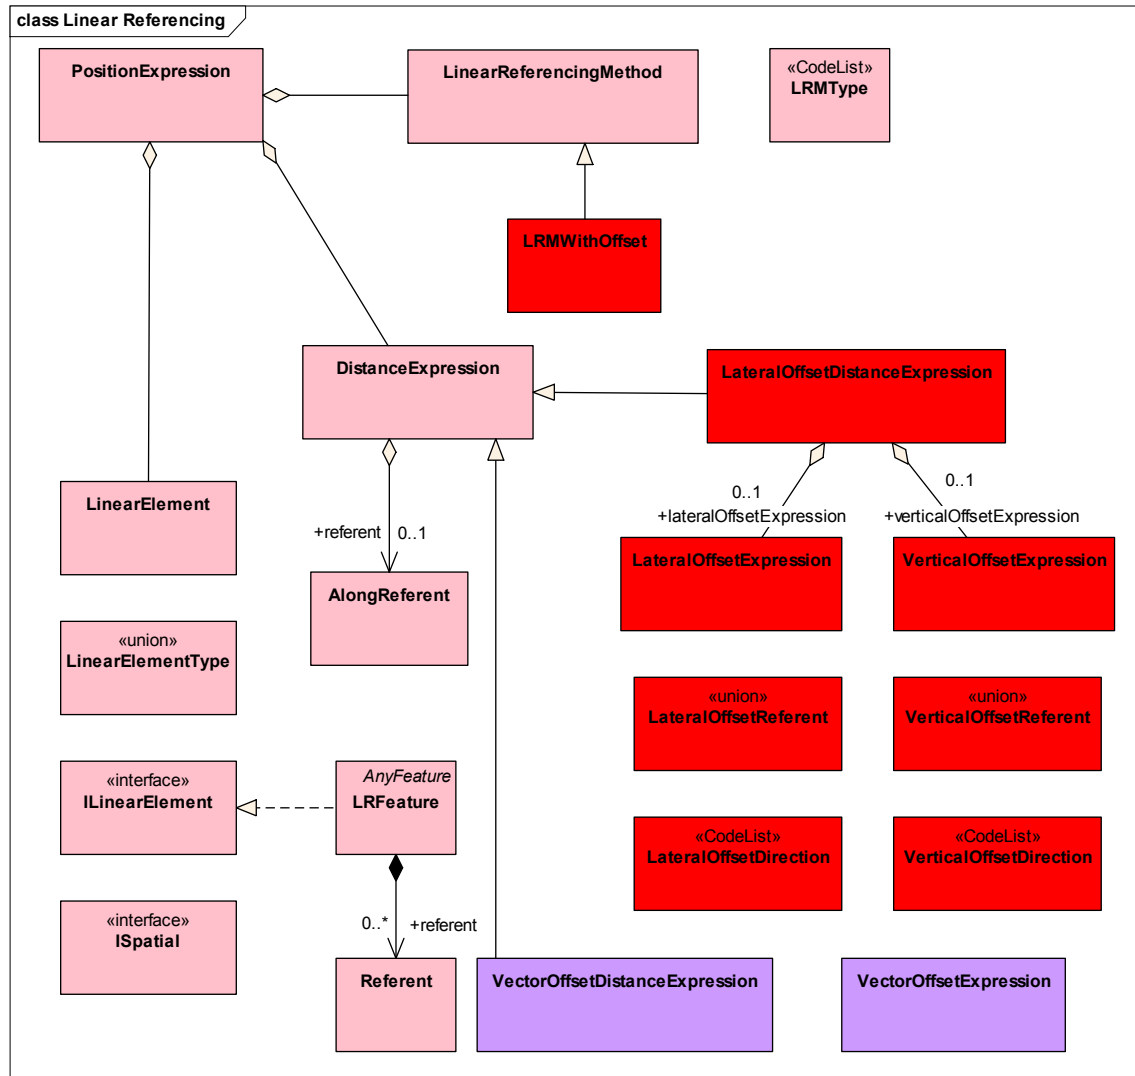 class Linear Referencing
PositionExpression
LinearReferencingMethod
«CodeList»
LRMType
LRMWithOffset
DistanceExpression
LateralOffsetDistanceExpression
0..1
+lateralOffsetExpression
0..1
+verticalOffsetExpression
LinearElement
+referent
0..1
LateralOffsetExpression
VerticalOffsetExpression
AlongReferent
«union»
LinearElementType
«union»
LateralOffsetReferent
«union»
VerticalOffsetReferent
«interface»
ILinearElement
AnyFeature
LRFeature
«CodeList»
LateralOffsetDirection
«CodeList»
VerticalOffsetDirection
«interface»
ISpatial
0..*
+referent
Referent
VectorOffsetDistanceExpression
VectorOffsetExpression